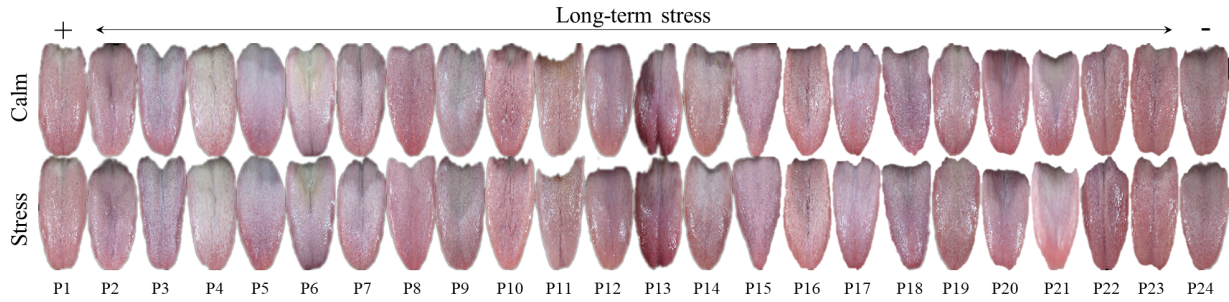 Long-term stress
+ -
Calm
Stress
P1 P2 P3 P4 P5 P6 P7 P8 P9 P10 P11 P12 P13 P14 P15 P16 P17 P18 P19 P20 P21 P22 P23 P24